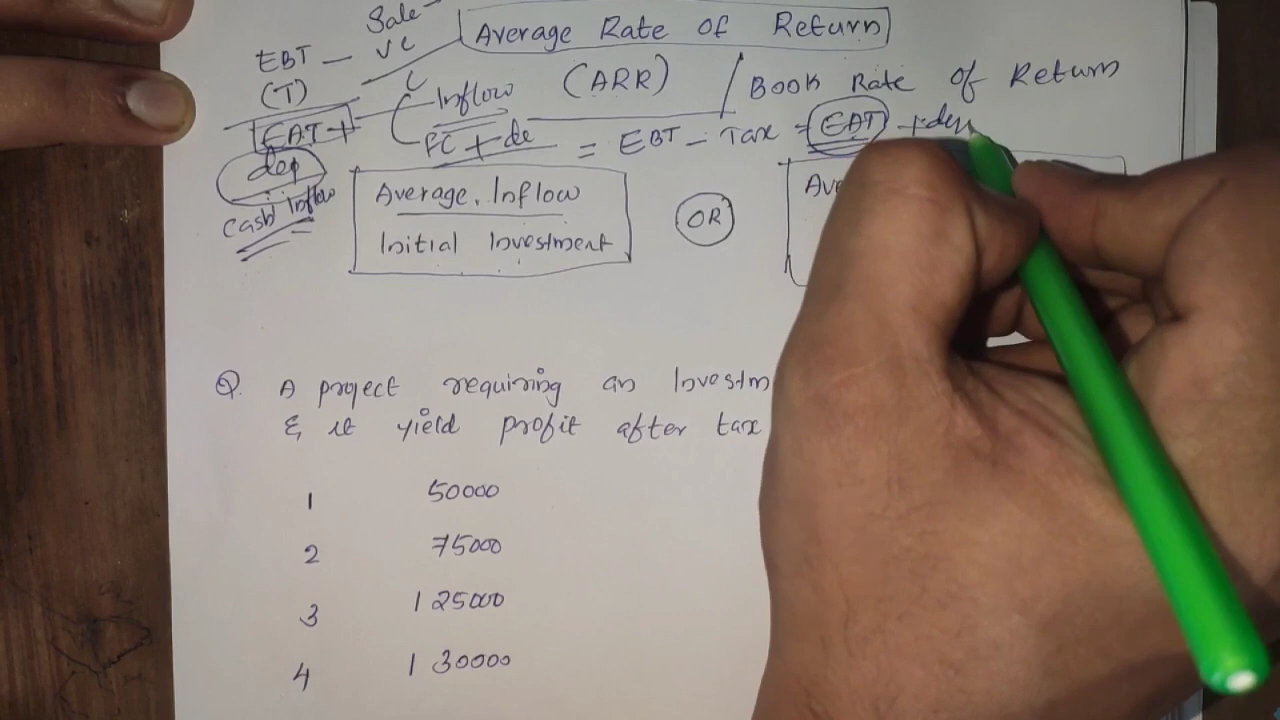 Sale -
EBT - VC
Average Rate of Return
(T) C Inflow (ARR) / Book Rate of Return
EAT + FC + de = EBT - Tax = EAT + dep
dep
Cash Inflow
Average. Inflow
Initial Investment
OR
Ave
Q. A project requiring an Investm
& it yield profit after tax
1 50000
2 75000
3 125000
4 130000